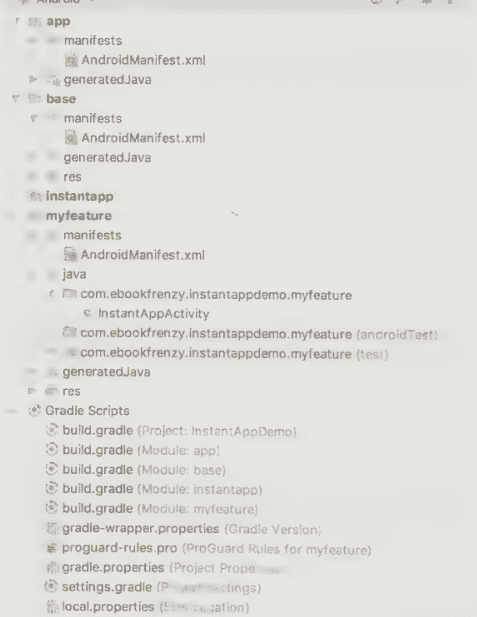 Android
app
manifests
AndroidManifest.xml
generatedJava
base
manifests
AndroidManifest.xml
generatedJava
res
instantapp
myfeature
manifests
AndroidManifest.xml
java
com.ebookfrenzy.instantappdemo.myfeature
InstantAppActivity
com.ebookfrenzy.instantappdemo.myfeature (androidTest)
com.ebookfrenzy.instantappdemo.myfeature (test)
generatedJava
res
Gradle Scripts
build.gradle (Project: InstantAppDemo)
build.gradle (Module: app)
build.gradle (Module: base)
build.gradle (Module: instantapp)
build.gradle (Module: myfeature)
gradle-wrapper.properties (Gradle Version)
proguard-rules.pro (ProGuard Rules for myfeature)
gradle.properties (Project
settings.gradle
local.properties